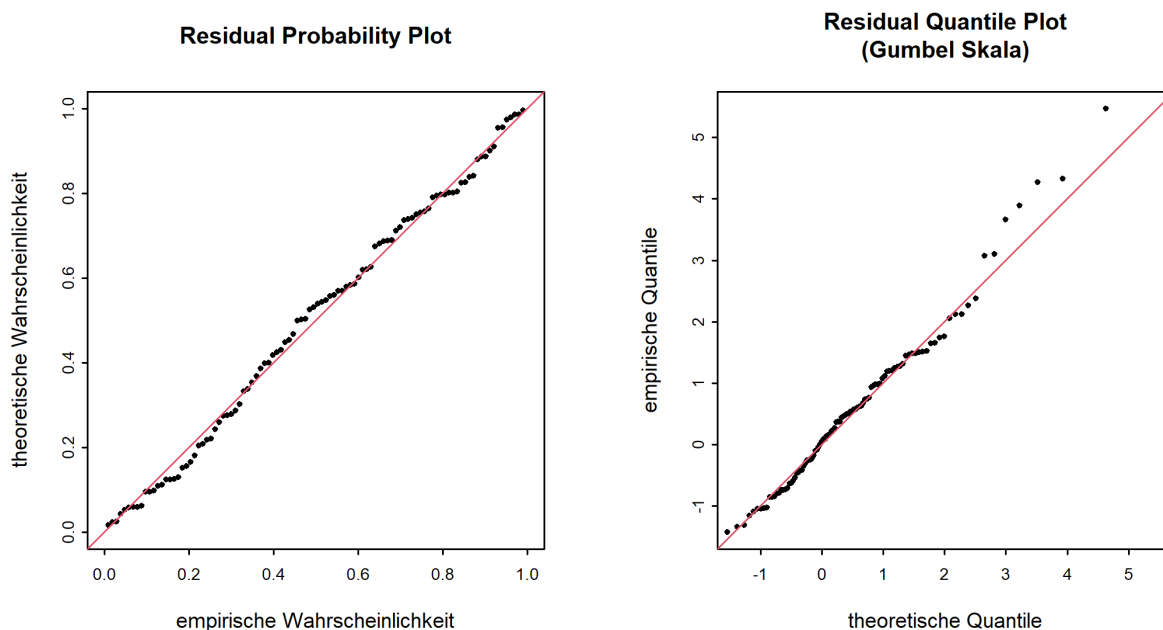 Residual Probability Plot
theoretische Wahrscheinlichkeit
0.0 0.2 0.4 0.6 0.8 1.0
0.0 0.2 0.4 0.6 0.8 1.0
empirische Wahrscheinlichkeit
Residual Quantile Plot
(Gumbel Skala)
empirische Quantile
-1 0 1 2 3 4 5
-1 0 1 2 3 4 5
theoretische Quantile